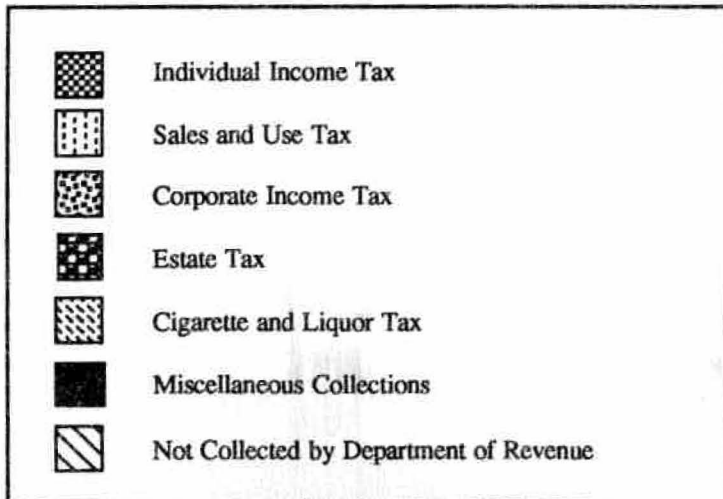 Individual Income Tax
Sales and Use Tax
Corporate Income Tax
Estate Tax
Cigarette and Liquor Tax
Miscellaneous Collections
Not Collected by Department of Revenue